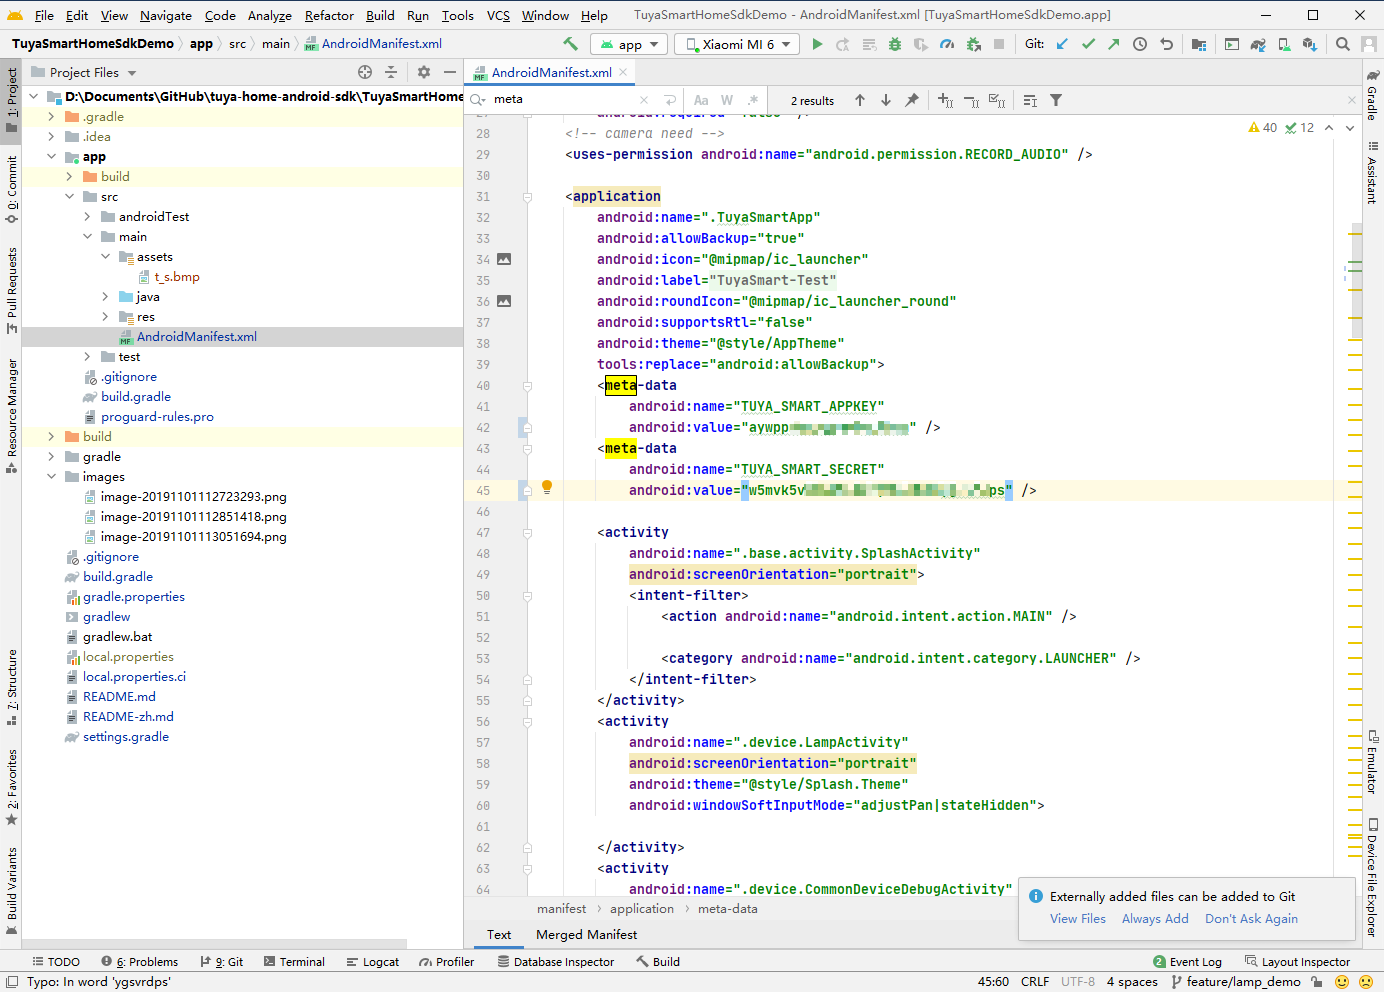 File Edit View Navigate Code Analyze Refactor Build Run Tools VCS Window Help TuyaSmartHomeSdkDemo - AndroidManifest.xml [TuyaSmartHomeSdkDemo.app]
TuyaSmartHomeSdkDemo app src main AndroidManifest.xml app Xiaomi MI 6 Git:
Project Files
AndroidManifest.xml
D:\Documents\GitHub\tuya-home-android-sdk\TuyaSmartHome
.gradle
.idea
app
build
src
androidTest
main
assets
t_s.bmp
java
res
AndroidManifest.xml
test
.gitignore
build.gradle
proguard-rules.pro
build
gradle
images
image-20191101112723293.png
image-20191101112851418.png
image-20191101113051694.png
.gitignore
build.gradle
gradle.properties
gradlew
gradlew.bat
local.properties
local.properties.ci
README.md
README-zh.md
settings.gradle
1: Project
0: Commit
Pull Requests
Resource Manager
7: Structure
2: Favorites
Build Variants
meta Aa W .* 2 results
40 12
28 <!-- camera need -->
29 <uses-permission android:name="android.permission.RECORD_AUDIO" />
30
31 <application
32 android:name=".TuyaSmartApp"
33 android:allowBackup="true"
34 android:icon="@mipmap/ic_launcher"
35 android:label="TuyaSmart-Test"
36 android:roundIcon="@mipmap/ic_launcher_round"
37 android:supportsRtl="false"
38 android:theme="@style/AppTheme"
39 tools:replace="android:allowBackup">
40 <meta-data
41 android:name="TUYA_SMART_APPKEY"
42 android:value="aywpp" />
43 <meta-data
44 android:name="TUYA_SMART_SECRET"
45 android:value="w5mvk5v ps" />
46
47 <activity
48 android:name=".base.activity.SplashActivity"
49 android:screenOrientation="portrait">
50 <intent-filter>
51 <action android:name="android.intent.action.MAIN" />
52
53 <category android:name="android.intent.category.LAUNCHER" />
54 </intent-filter>
55 </activity>
56 <activity
57 android:name=".device.LampActivity"
58 android:screenOrientation="portrait"
59 android:theme="@style/Splash.Theme"
60 android:windowSoftInputMode="adjustPan|stateHidden">
61
62 </activity>
63 <activity
64 android:name=".device.CommonDeviceDebugActivity"
manifest application meta-data
Text Merged Manifest
Gradle
Assistant
Emulator
Device File Explorer
Externally added files can be added to Git
View Files Always Add Don't Ask Again
TODO 6: Problems 9: Git Terminal Logcat Profiler Database Inspector Build 2 Event Log Layout Inspector
Typo: In word 'ygsvrdps' 45:60 CRLF UTF-8 4 spaces feature/lamp_demo